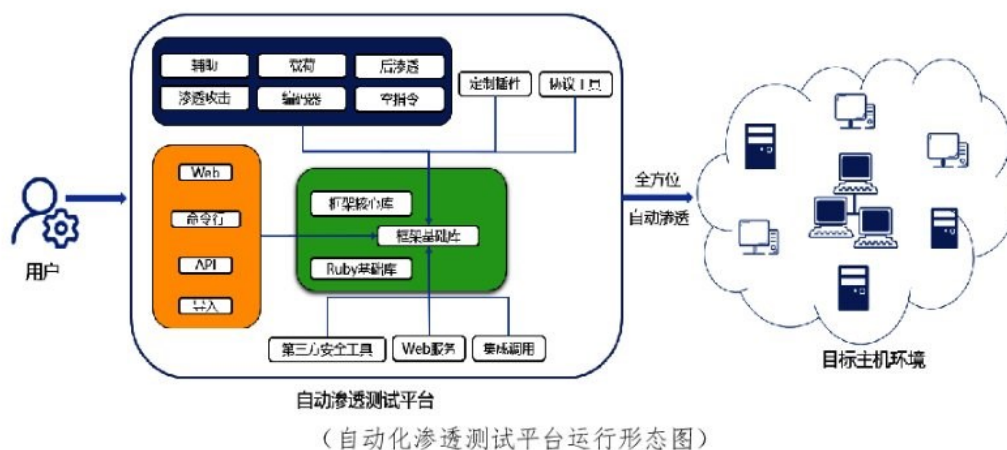 辅助 载荷 后渗透
渗透攻击 编码器 空指令
定制插件 协议工具
Web
命令行
API
导入
框架核心库
框架基础库
Ruby基础库
第三方安全工具 Web服务 集成调用
用户
全方位
自动渗透
目标主机环境
自动渗透测试平台
（自动化渗透测试平台运行形态图）